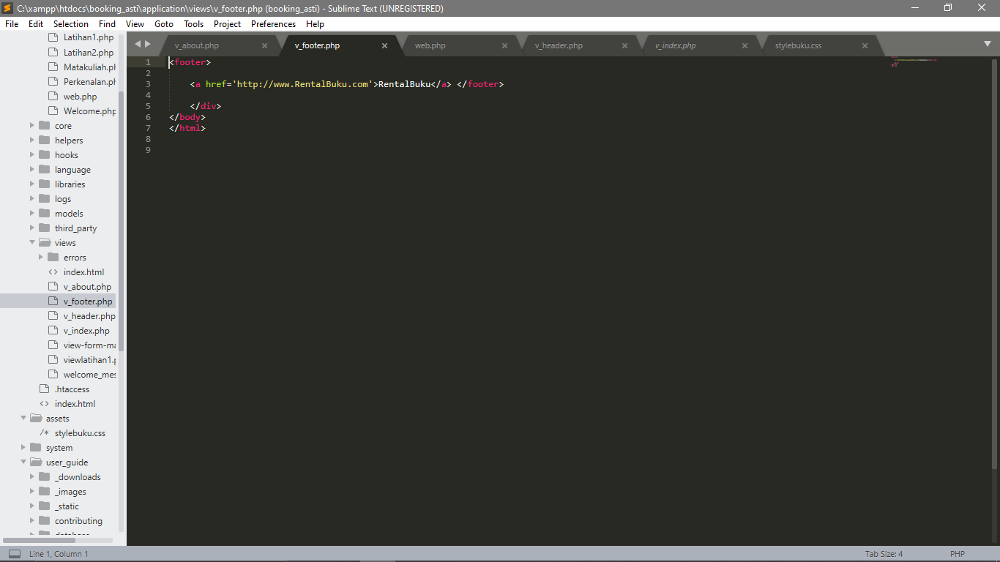 C:\xampp\htdocs\booking_asti\application\views\v_footer.php (booking_asti) - Sublime Text (UNREGISTERED)
File Edit Selection Find View Goto Tools Project Preferences Help
Latihan1.php
Latihan2.php
Matakuliah.ph
Perkenalan.ph
web.php
Welcome.php
core
helpers
hooks
language
libraries
logs
models
third_party
views
errors
index.html
v_about.php
v_footer.php
v_header.php
v_index.php
view-form-ma
viewlatihan1.p
welcome_mes
.htaccess
index.html
assets
stylebuku.css
system
user_guide
_downloads
_images
_static
contributing
v_about.php v_footer.php web.php v_header.php v_index.php stylebuku.css
1 <footer>
2
3 <a href='http://www.RentalBuku.com'>RentalBuku</a> </footer>
4
5 </div>
6 </body>
7 </html>
8
9
Line 1, Column 1 Tab Size: 4 PHP